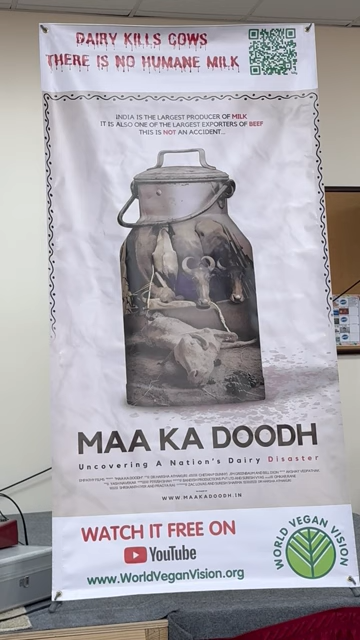 DAIRY KILLS COWS
THERE IS NO HUMANE MILK
INDIA IS THE LARGEST PRODUCER OF MILK
IT IS ALSO ONE OF THE LARGEST EXPORTERS OF BEEF
THIS IS NOT AN ACCIDENT...
MAA KA DOODH
Uncovering A Nation's Dairy Disaster
WWW.MAAKADOODH.IN
WATCH IT FREE ON
YouTube
www.WorldVeganVision.org
WORLD VEGAN VISION